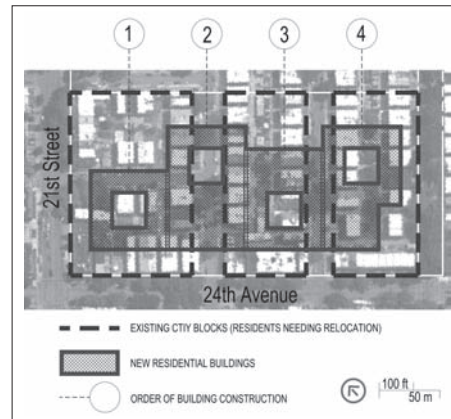 1 2 3 4
21st Street
24th Avenue
EXISTING CTIY BLOCKS (RESIDENTS NEEDING RELOCATION)
NEW RESIDENTIAL BUILDINGS
ORDER OF BUILDING CONSTRUCTION
100 ft
50 m